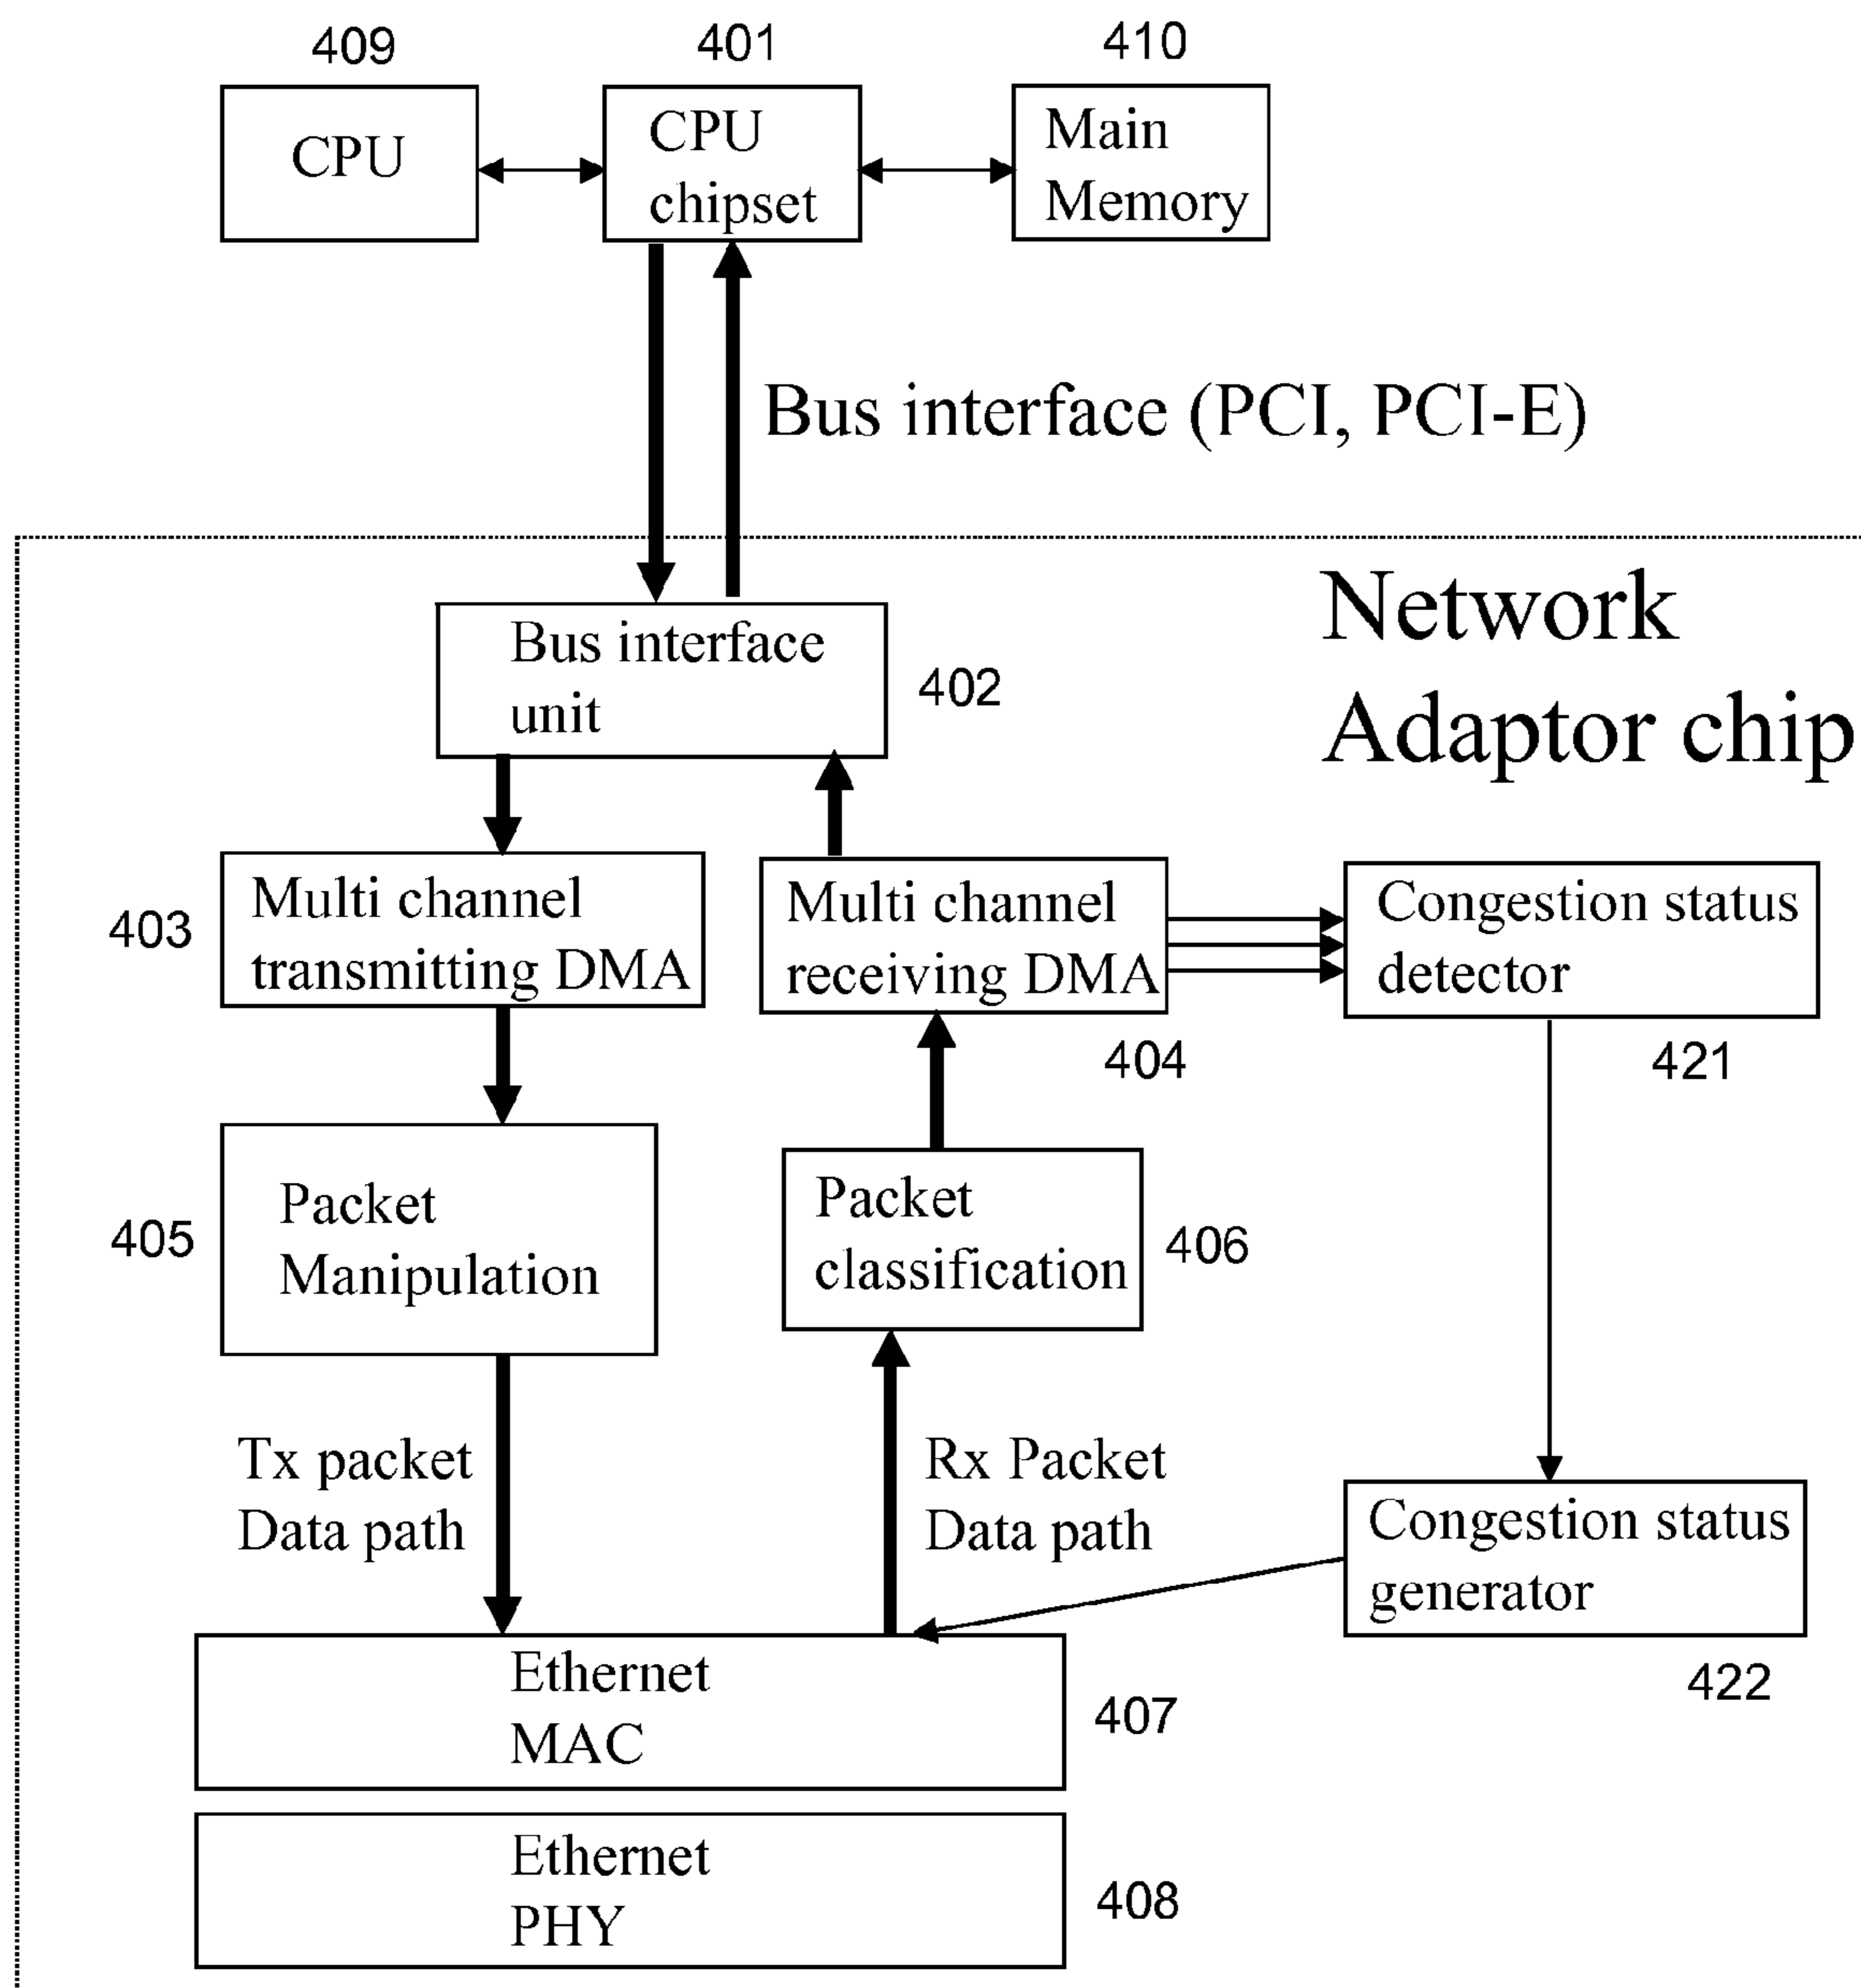 409
401
410
CPU
CPU
chipset
Main
Memory
Bus interface (PCI, PCI-E)
Network
Adaptor chip
Bus interface
unit
402
403
Multi channel
transmitting DMA
Multi channel
receiving DMA
404
Congestion status
detector
421
405
Packet
Manipulation
Packet
classification
406
Tx packet
Data path
Rx Packet
Data path
Congestion status
generator
422
Ethernet
MAC
407
Ethernet
PHY
408